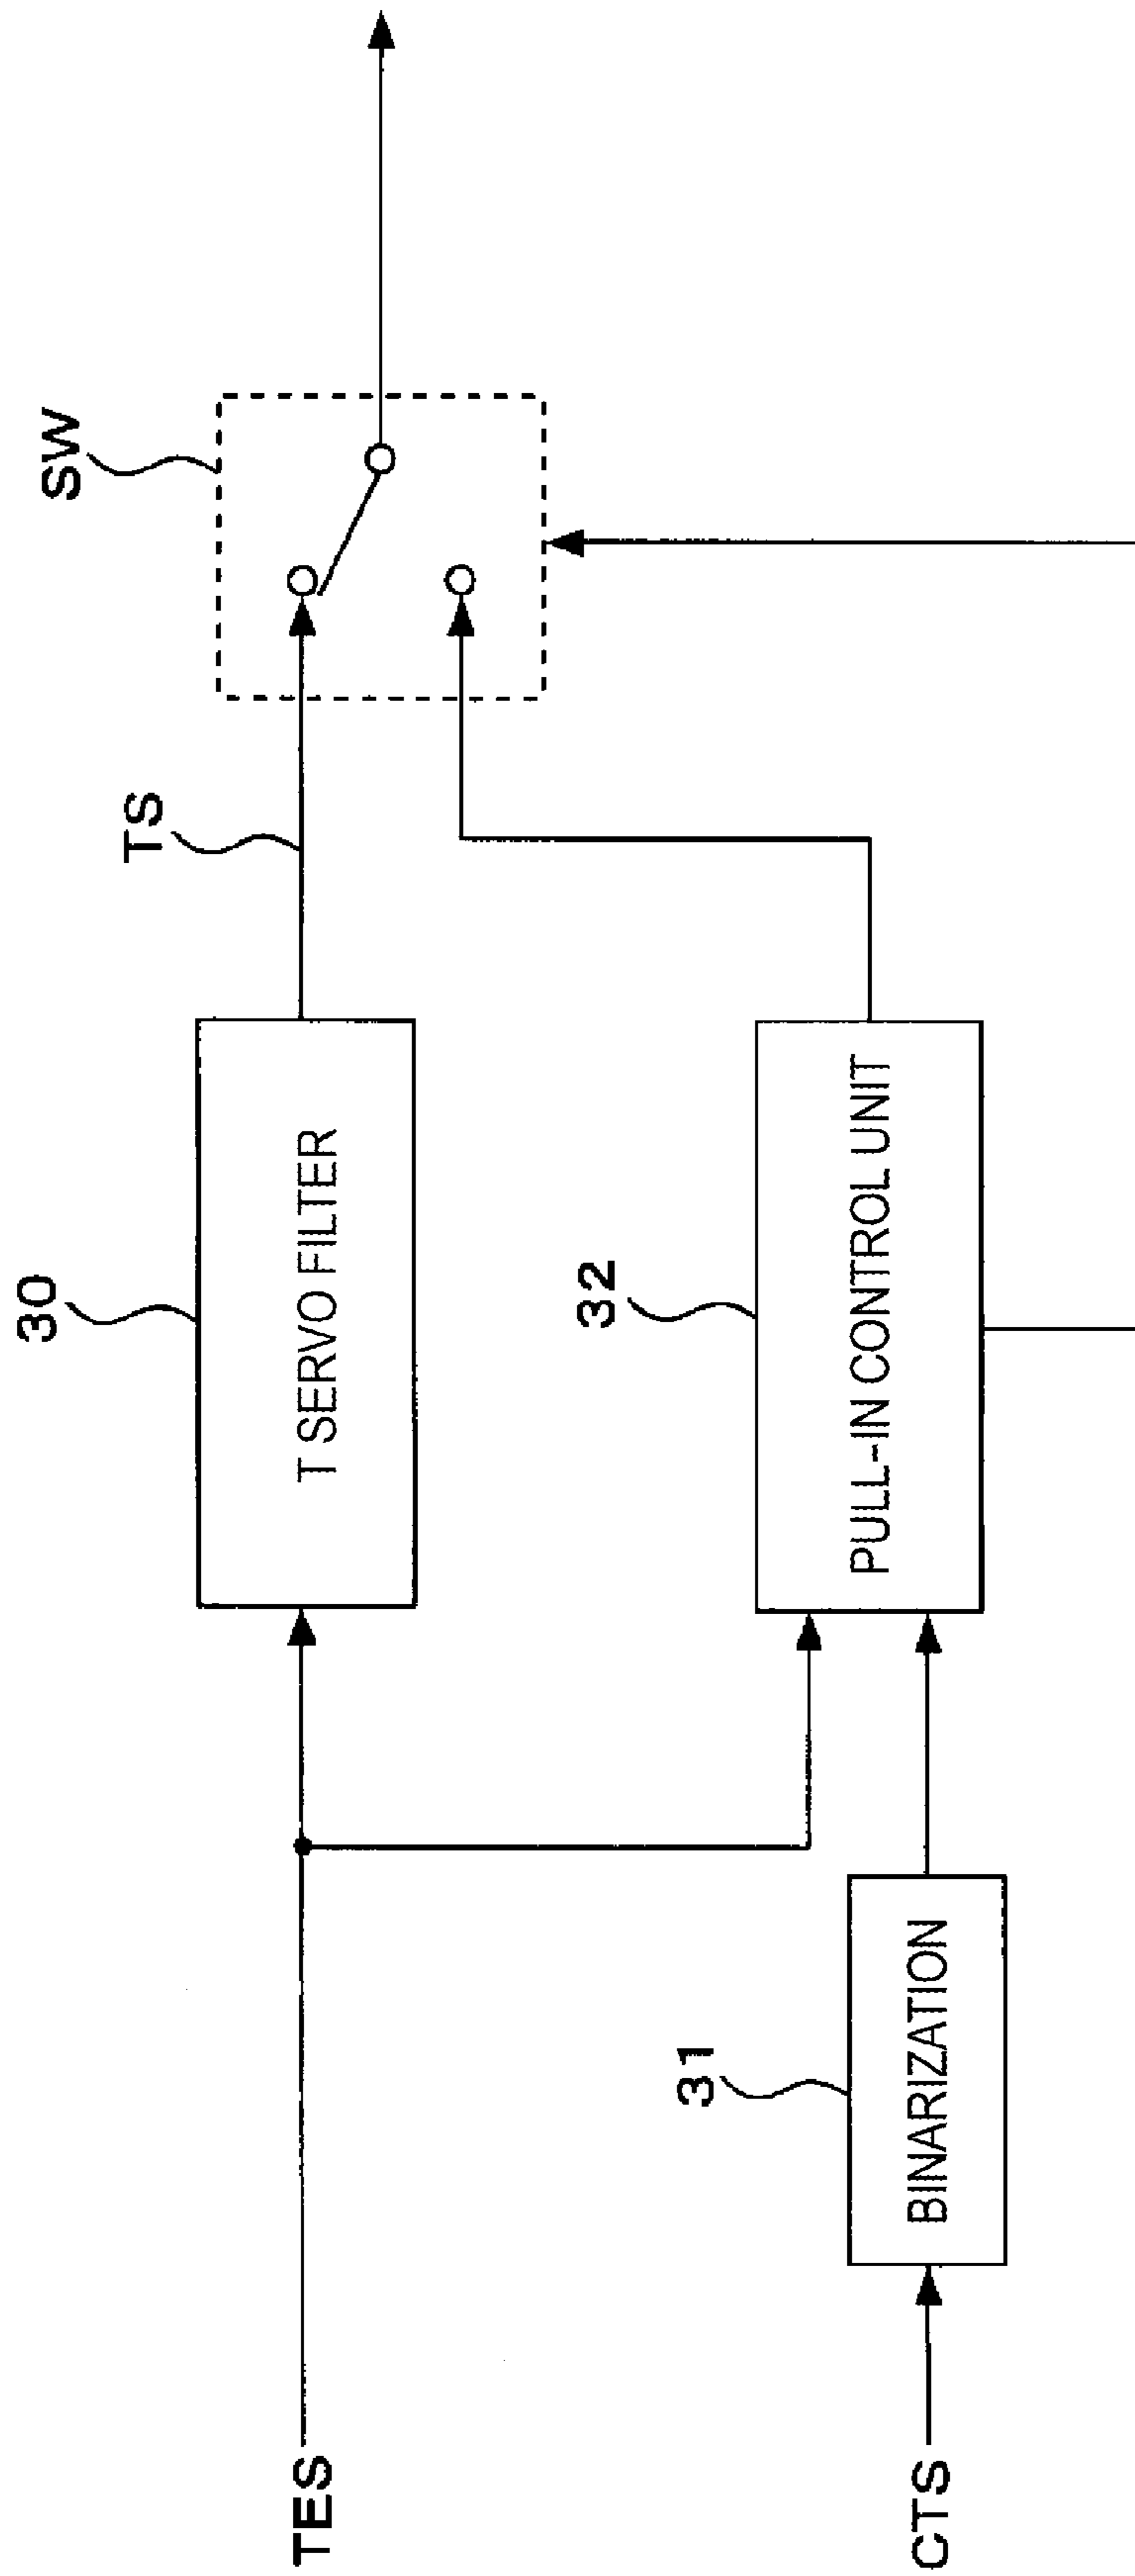 30
T SERVO FILTER
TS
SW
TES
32
PULL-IN CONTROL UNIT
31
BINARIZATION
CTS